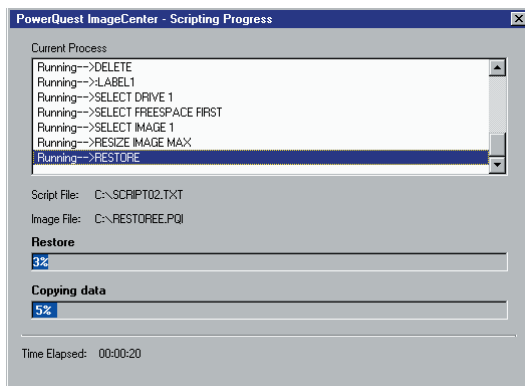 PowerQuest ImageCenter - Scripting Progress
Current Process
Running-->DELETE
Running-->:LABEL1
Running-->SELECT DRIVE 1
Running-->SELECT FREESPACE FIRST
Running-->SELECT IMAGE 1
Running-->RESIZE IMAGE MAX
Running-->RESTORE
Script File: C:\SCRIPT02.TXT
Image File: C:\RESTOREE.PQI
Restore
3%
Copying data
5%
Time Elapsed: 00:00:20